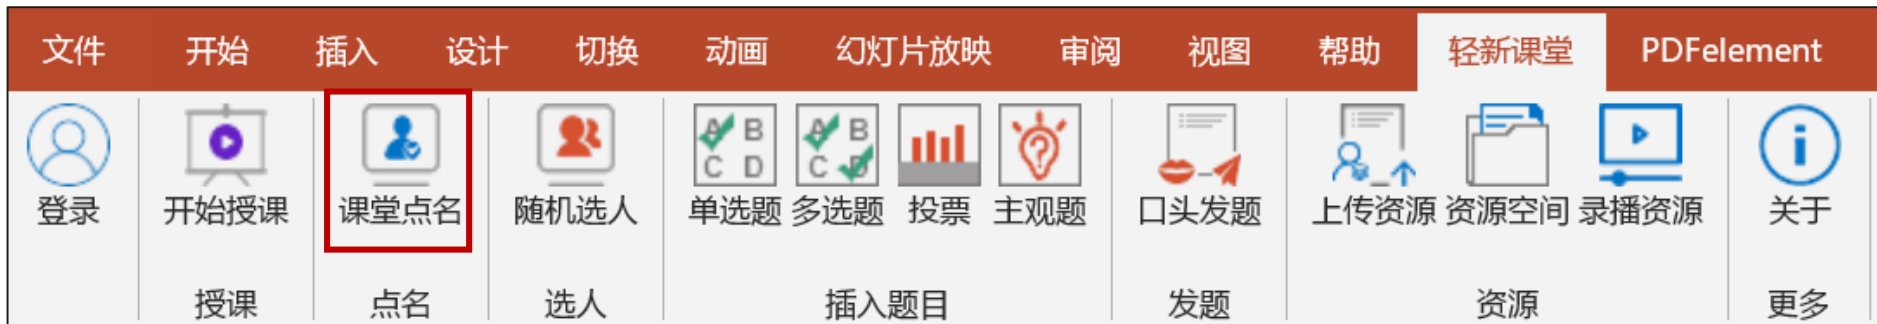 文件 开始 插入 设计 切换 动画 幻灯片放映 审阅 视图 帮助 轻新课堂 PDFelement
A B A B
C D C D
登录 开始授课 课堂点名 随机选人 单选题 多选题 投票 主观题 口头发题 上传资源 资源空间 录播资源 关于
授课 点名 选人 插入题目 发题 资源 更多